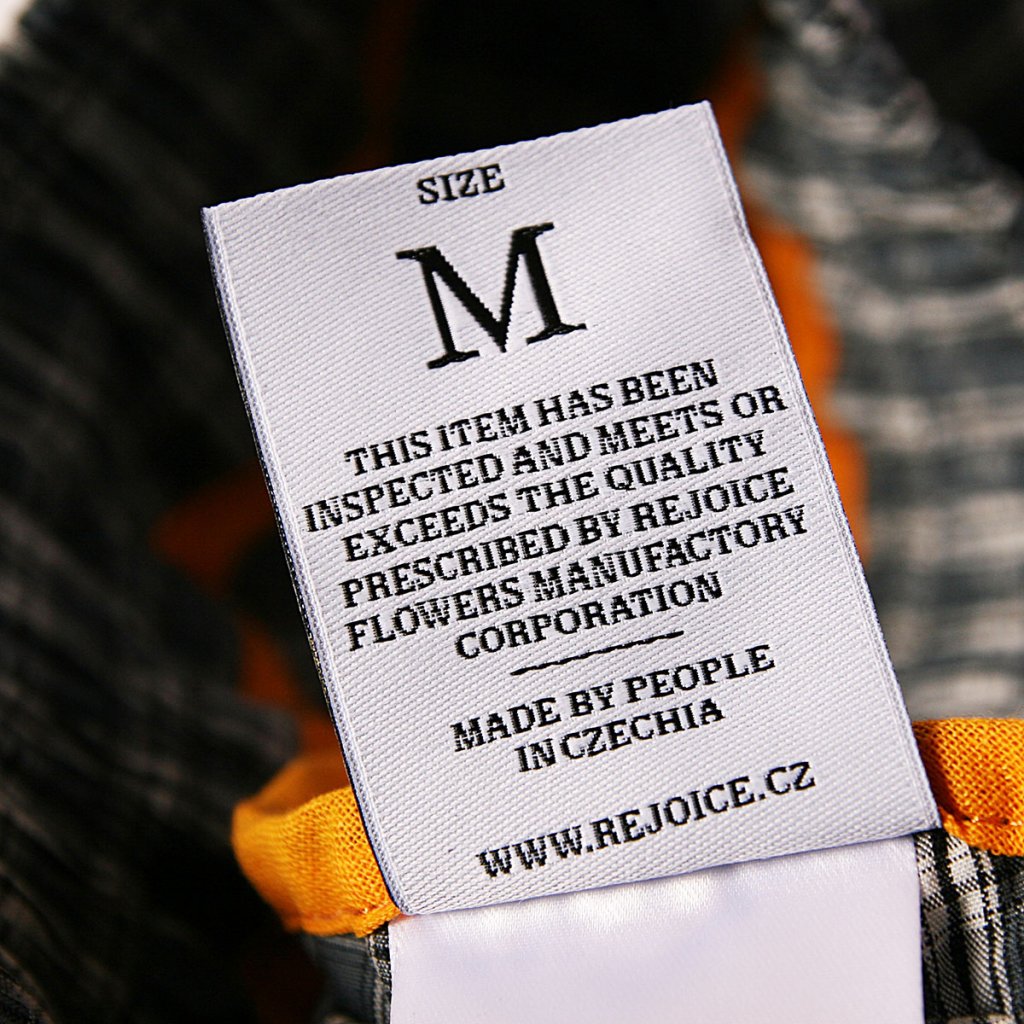 SIZE
M
THIS ITEM HAS BEEN
INSPECTED AND MEETS OR
EXCEEDS THE QUALITY
PRESCRIBED BY REJOICE
FLOWERS MANUFACTORY
CORPORATION
MADE BY PEOPLE
IN CZECHIA
WWW.REJOICE.CZ